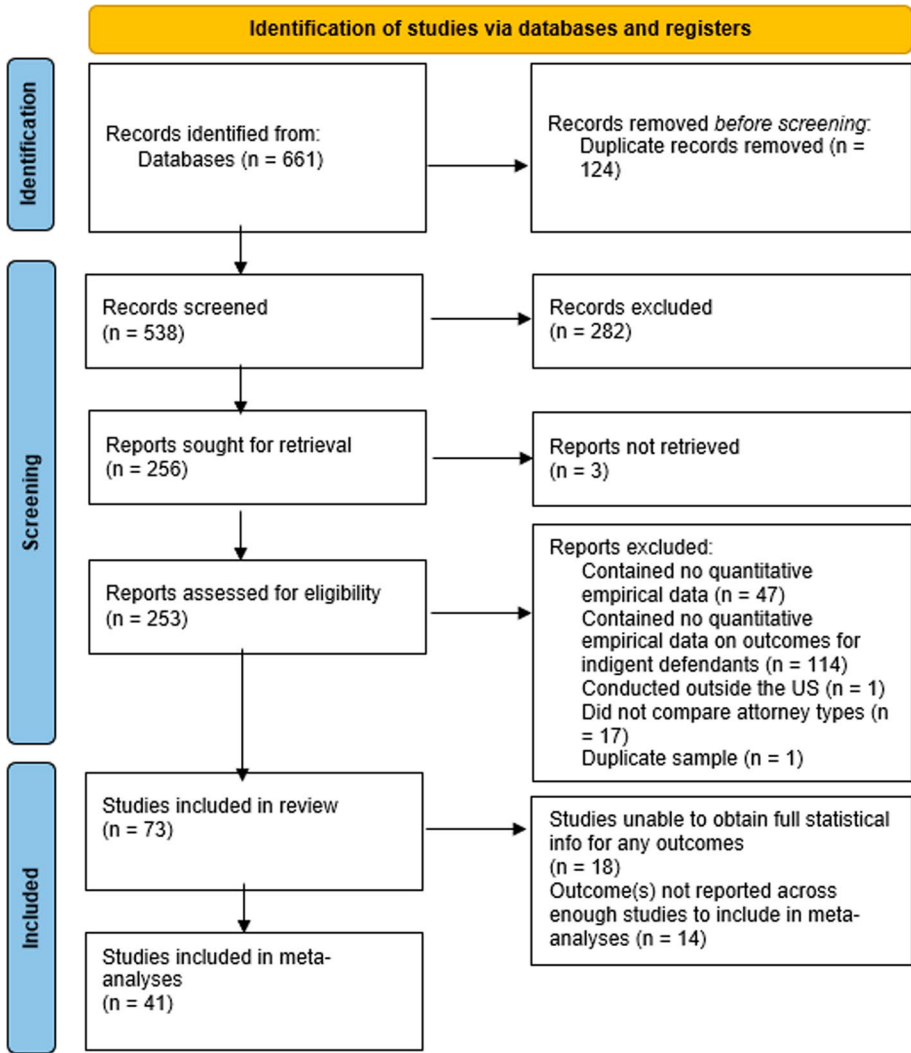 Identification of studies via databases and registers
Identification
Records identified from:
Databases (n = 661)
Records removed before screening:
Duplicate records removed (n =
124)
Screening
Records screened
(n = 538)
Records excluded
(n = 282)
Reports sought for retrieval
(n = 256)
Reports not retrieved
(n = 3)
Reports assessed for eligibility
(n = 253)
Reports excluded:
Contained no quantitative
empirical data (n = 47)
Contained no quantitative
empirical data on outcomes for
indigent defendants (n = 114)
Conducted outside the US (n = 1)
Did not compare attorney types (n
= 17)
Duplicate sample (n = 1)
Included
Studies included in review
(n = 73)
Studies unable to obtain full statistical
info for any outcomes
(n = 18)
Outcome(s) not reported across
enough studies to include in meta-
analyses (n = 14)
Studies included in meta-
analyses
(n = 41)